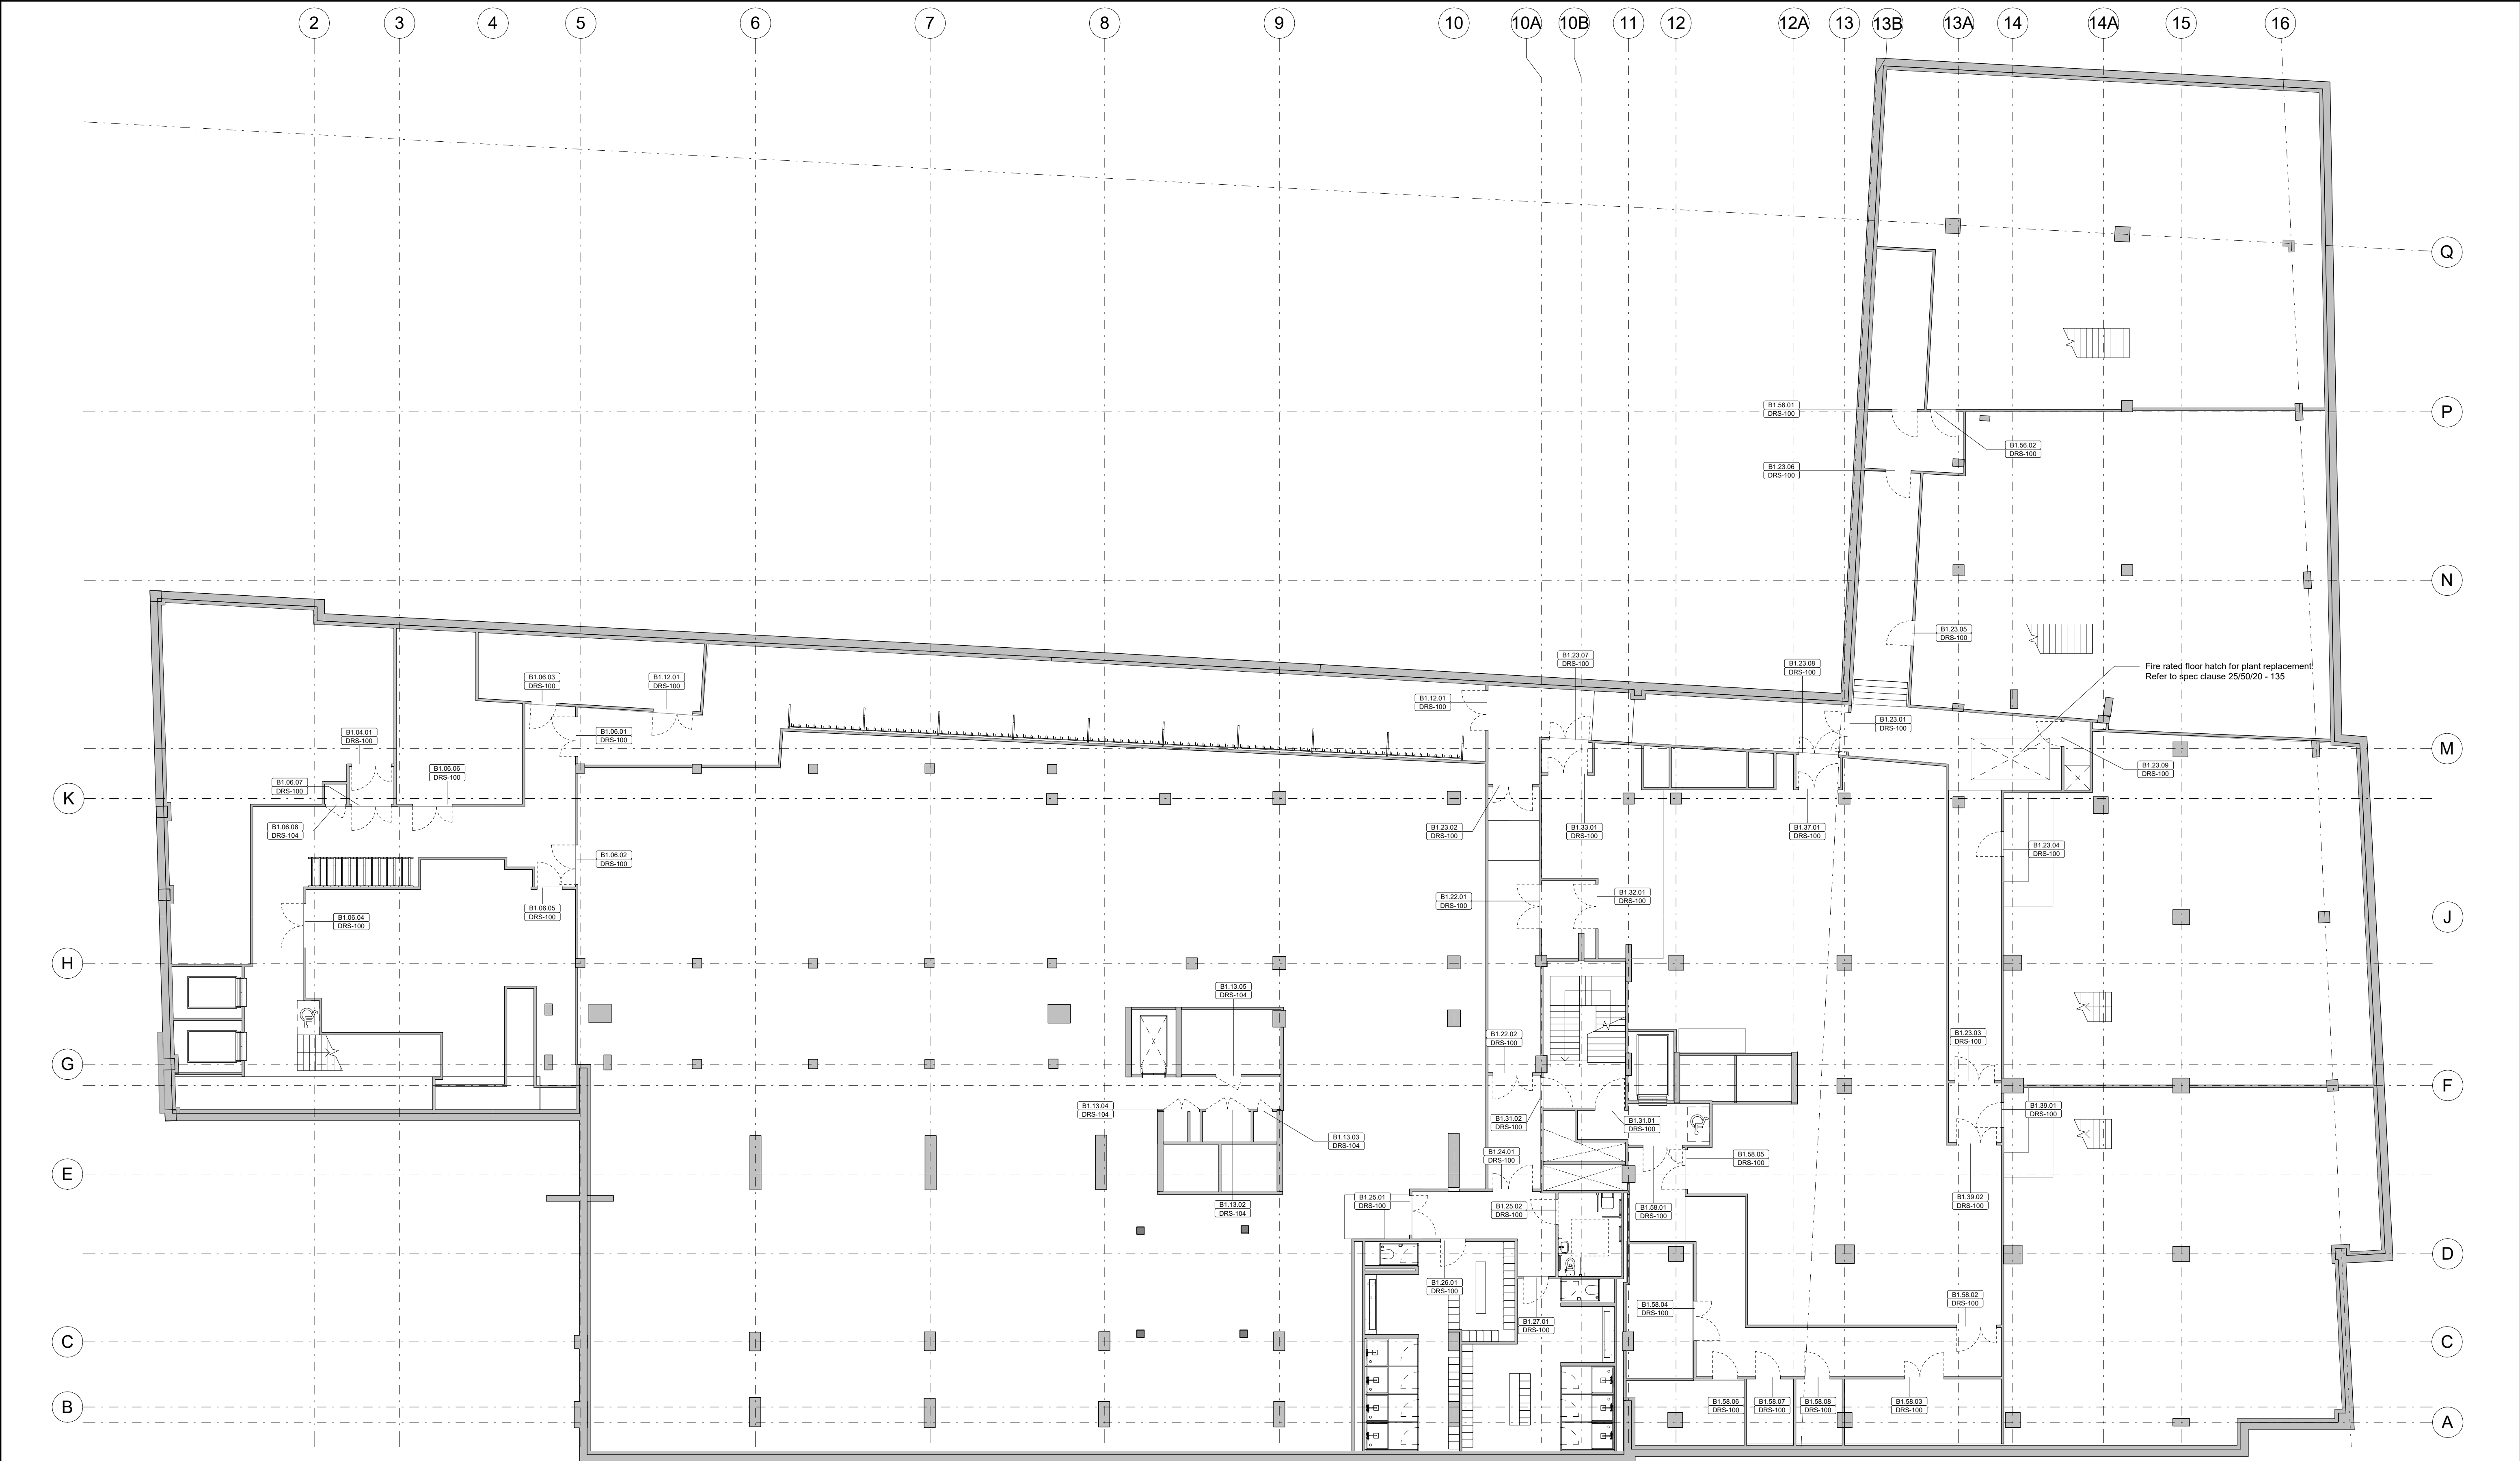 2
3
4
5
6
7
8
9
10
10A
10B
11
12
12A
13
13B
13A
14
14A
15
16
Q
B1.56.01
DRS-100
P
B1.56.02
DRS-100
B1.23.06
DRS-100
N
B1.23.05
DRS-100
B1.23.07
DRS-100
B1.23.08
DRS-100
Fire rated floor hatch for plant replacement.
Refer to spec clause 25/50/20 - 135
B1.06.03
DRS-100
B1.12.01
DRS-100
B1.12.01
DRS-100
B1.23.01
DRS-100
B1.04.01
DRS-100
B1.06.01
DRS-100
M
B1.06.07
DRS-100
B1.06.06
DRS-100
B1.23.09
DRS-100
K
B1.06.08
DRS-104
B1.23.02
DRS-100
B1.33.01
DRS-100
B1.37.01
DRS-100
B1.06.02
DRS-100
B1.23.04
DRS-100
B1.22.01
DRS-100
B1.32.01
DRS-100
B1.06.04
DRS-100
B1.06.05
DRS-100
J
H
B1.13.05
DRS-104
B1.22.02
DRS-100
B1.23.03
DRS-100
G
F
B1.13.04
DRS-104
B1.31.02
DRS-100
B1.31.01
DRS-100
B1.39.01
DRS-100
B1.13.03
DRS-104
B1.24.01
DRS-100
B1.58.05
DRS-100
E
B1.25.01
DRS-100
B1.13.02
DRS-104
B1.25.02
DRS-100
B1.58.01
DRS-100
B1.39.02
DRS-100
D
B1.26.01
DRS-100
B1.58.04
DRS-100
B1.58.02
DRS-100
B1.27.01
DRS-100
C
C
B1.58.06
DRS-100
B1.58.07
DRS-100
B1.58.08
DRS-100
B1.58.03
DRS-100
B
A